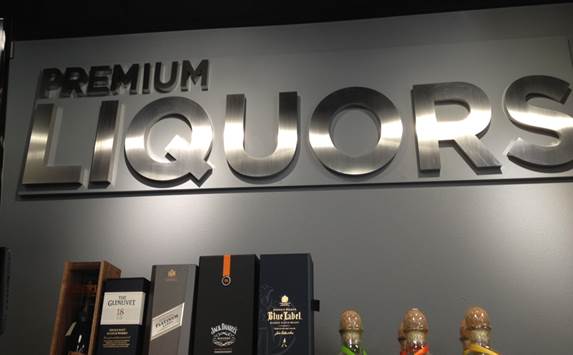 PREMIUM
LIQUORS
THE
GLENLIVET
18
JACK DANIEL'S
Blue Label
PLATINUM